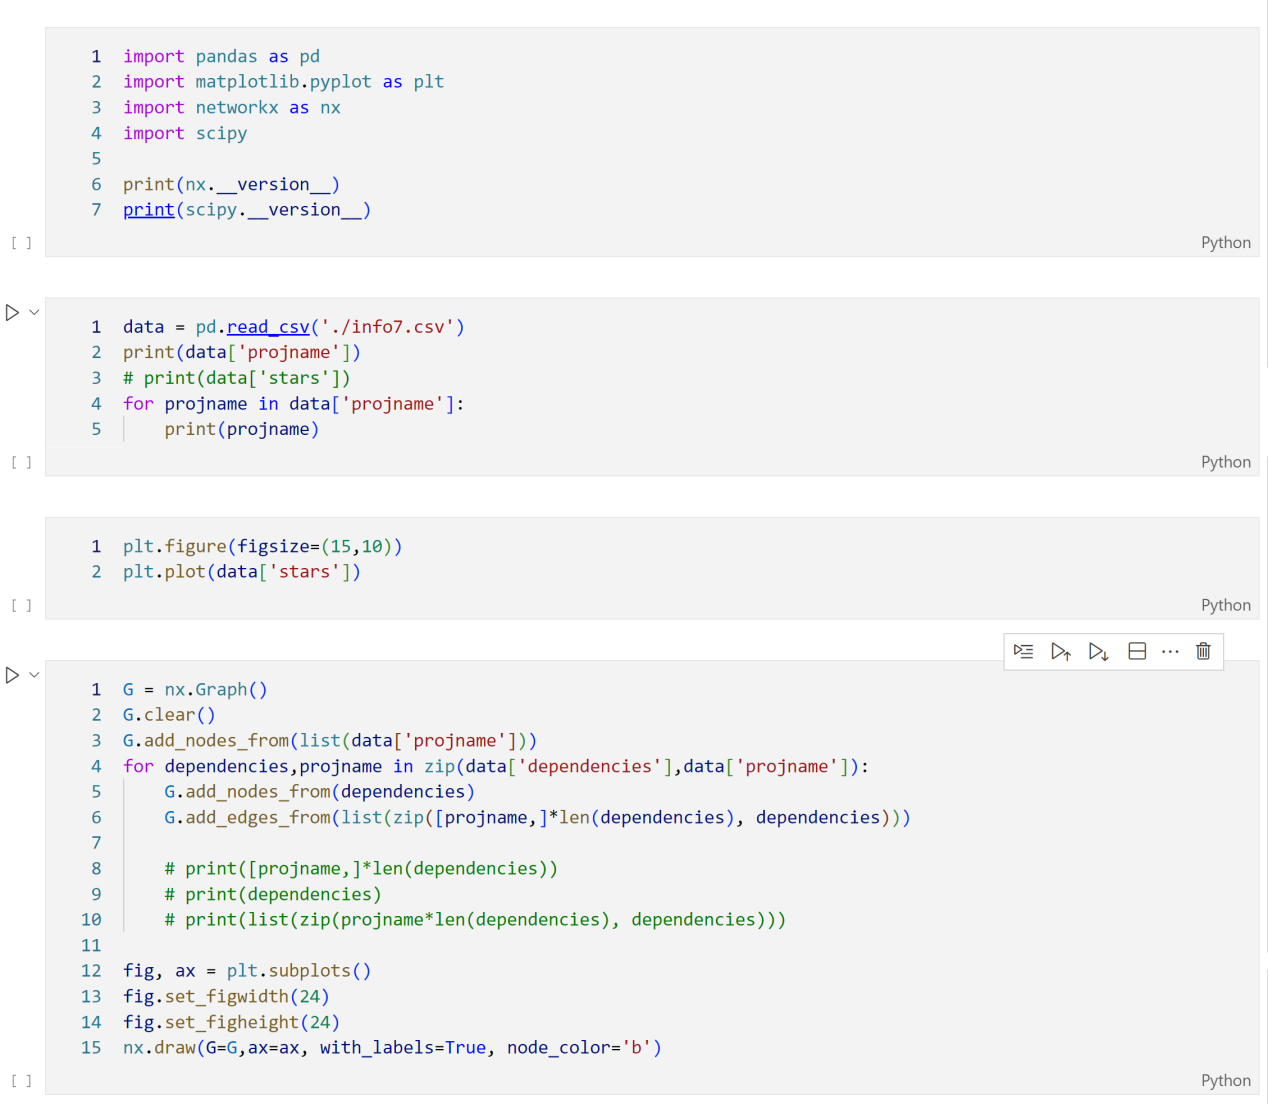 1 import pandas as pd
2 import matplotlib.pyplot as plt
3 import networkx as nx
4 import scipy
5
6 print(nx.__version__)
7 print(scipy.__version__)
[ ]
Python
1 data = pd.read_csv('./info7.csv')
2 print(data['projname'])
3 # print(data['stars'])
4 for projname in data['projname']:
5     print(projname)
[ ]
Python
1 plt.figure(figsize=(15,10))
2 plt.plot(data['stars'])
[ ]
Python
1 G = nx.Graph()
2 G.clear()
3 G.add_nodes_from(list(data['projname']))
4 for dependencies,projname in zip(data['dependencies'],data['projname']):
5     G.add_nodes_from(dependencies)
6     G.add_edges_from(list(zip([projname,]*len(dependencies), dependencies)))
7
8     # print([projname,]*len(dependencies))
9     # print(dependencies)
10     # print(list(zip(projname*len(dependencies), dependencies)))
11
12 fig, ax = plt.subplots()
13 fig.set_figwidth(24)
14 fig.set_figheight(24)
15 nx.draw(G=G,ax=ax, with_labels=True, node_color='b')
[ ]
Python